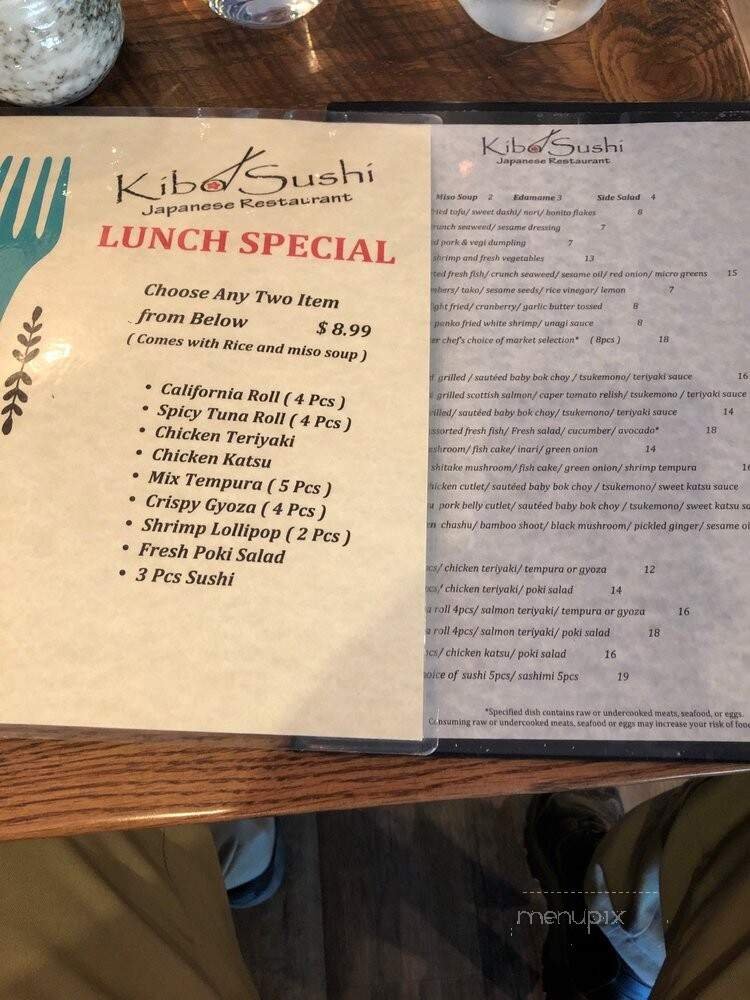 Kibo Sushi
Japanese Restaurant
LUNCH SPECIAL
Choose Any Two Item
from Below $ 8.99
( Comes with Rice and miso soup )
• California Roll ( 4 Pcs )
• Spicy Tuna Roll ( 4 Pcs )
• Chicken Teriyaki
• Chicken Katsu
• Mix Tempura ( 5 Pcs )
• Crispy Gyoza ( 4 Pcs )
• Shrimp Lollipop ( 2 Pcs )
• Fresh Poki Salad
• 3 Pcs Sushi
Kibo Sushi
Japanese Restaurant
Miso Soup 2 Edamame 3 Side Salad 4
tofu/ sweet dashi/ nori/ bonito flakes 8
seaweed/ sesame dressing 7
pork & vegi dumpling 7
shrimp and fresh vegetables 13
fresh fish/ crunch seaweed/ sesame oil/ red onion/ micro greens 15
tako/ sesame seeds/ rice vinegar/ lemon 7
fried/ cranberry/ garlic butter tossed 8
panko fried white shrimp/ unagi sauce 8
chef's choice of market selection* (8pcs ) 18
grilled / sautéed baby bok choy/ tsukemono/ teriyaki sauce 16
grilled scottish salmon/ caper tomato relish/ tsukemono / teriyaki sauce
sautéed baby bok choy/ tsukemono/ teriyaki sauce 14
fresh fish/ Fresh salad/ cucumber/ avocado* 18
fish cake/ inari/ green onion 14
shitake mushroom/ fish cake/ green onion/ shrimp tempura
cutlet/ sautéed baby bok choy / tsukemono/ sweet katsu sauce
pork belly cutlet/ sautéed baby bok choy / tsukemono/ sweet katsu
chashu/ bamboo shoot/ black mushroom/ pickled ginger/ sesame
chicken teriyaki/ tempura or gyoza 12
chicken teriyaki/ poki salad 14
roll 4pcs/ salmon teriyaki/ tempura or gyoza 16
roll 4pcs/ salmon teriyaki/ poki salad 18
chicken katsu/ poki salad 16
of sushi 5pcs/ sashimi 5pcs 19
*Specified dish contains raw or undercooked meats, seafood, or eggs.
Consuming raw or undercooked meats, seafood or eggs may increase your risk of
menupix